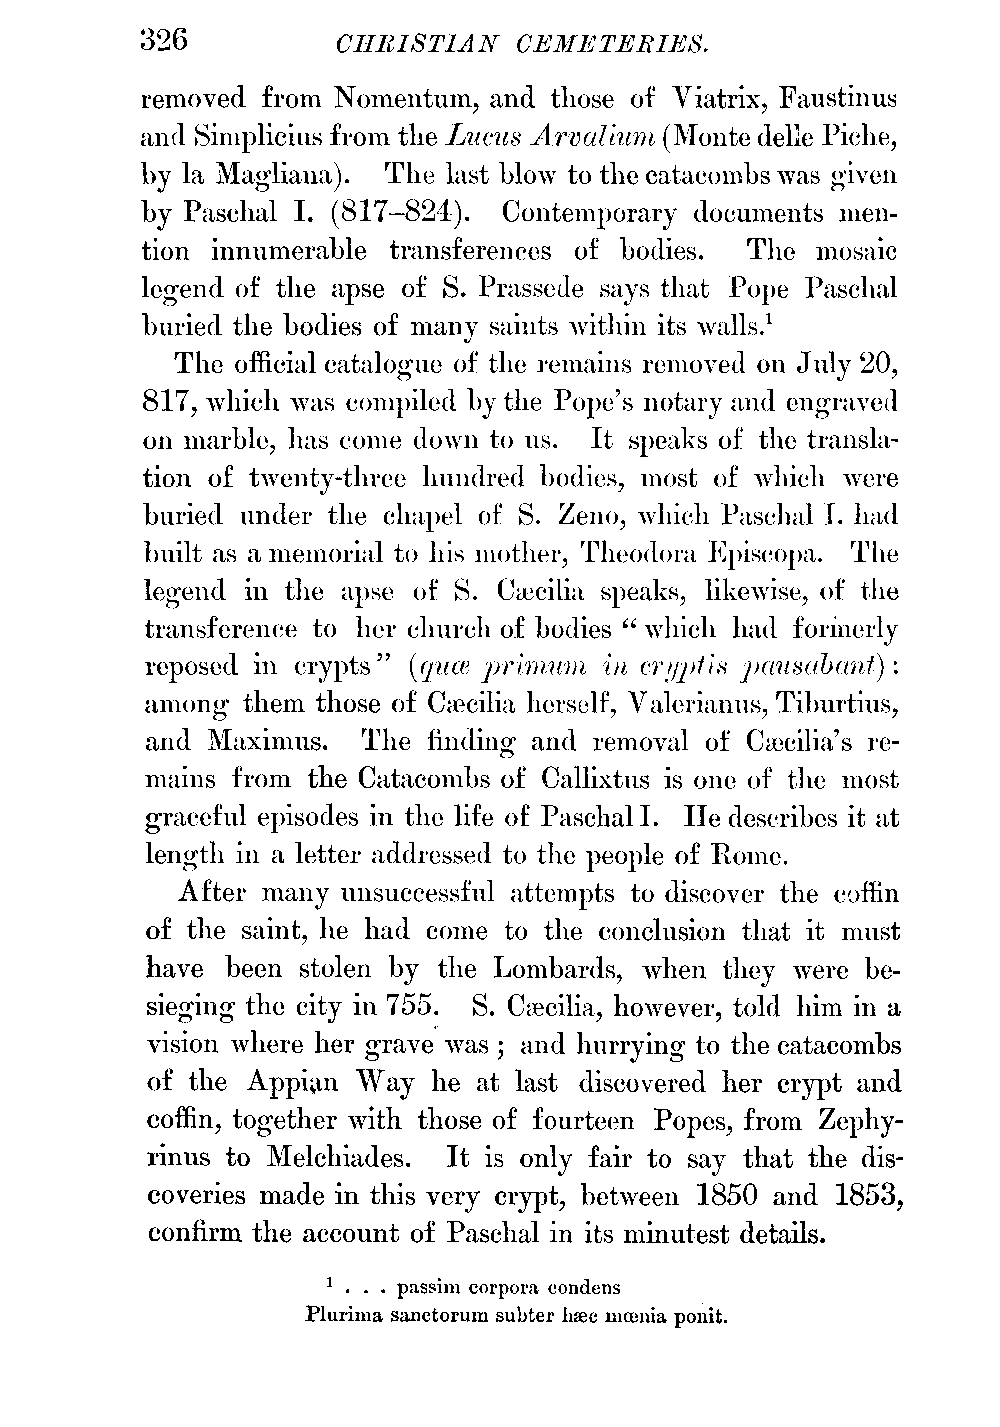 326 CHRISTIAN CEMETERIES.
removed from Nomentum, and those of Viatrix, Faustinus
and Simplicius from the Lucus Arvalium (Monte delle Piche,
by la Magliana). The last blow to the catacombs was given
by Paschal I. (817–824). Contemporary documents men-
tion innumerable transferences of bodies. The mosaic
legend of the apse of S. Prassede says that Pope Paschal
buried the bodies of many saints within its walls.¹
The official catalogue of the remains removed on July 20,
817, which was compiled by the Pope's notary and engraved
on marble, has come down to us. It speaks of the transla-
tion of twenty-three hundred bodies, most of which were
buried under the chapel of S. Zeno, which Paschal I. had
built as a memorial to his mother, Theodora Episcopa. The
legend in the apse of S. Cæcilia speaks, likewise, of the
transference to her church of bodies “which had formerly
reposed in crypts” (quæ primum in cryptis pausabant):
among them those of Cæcilia herself, Valerianus, Tiburtius,
and Maximus. The finding and removal of Cæcilia's re-
mains from the Catacombs of Callixtus is one of the most
graceful episodes in the life of Paschal I. He describes it at
length in a letter addressed to the people of Rome.
After many unsuccessful attempts to discover the coffin
of the saint, he had come to the conclusion that it must
have been stolen by the Lombards, when they were be-
sieging the city in 755. S. Cæcilia, however, told him in a
vision where her grave was; and hurrying to the catacombs
of the Appian Way he at last discovered her crypt and
coffin, together with those of fourteen Popes, from Zephy-
rinus to Melchiades. It is only fair to say that the dis-
coveries made in this very crypt, between 1850 and 1853,
confirm the account of Paschal in its minutest details.
¹ . . . passim corpora condens
Plurima sanctorum subter hæc mœnia ponit.